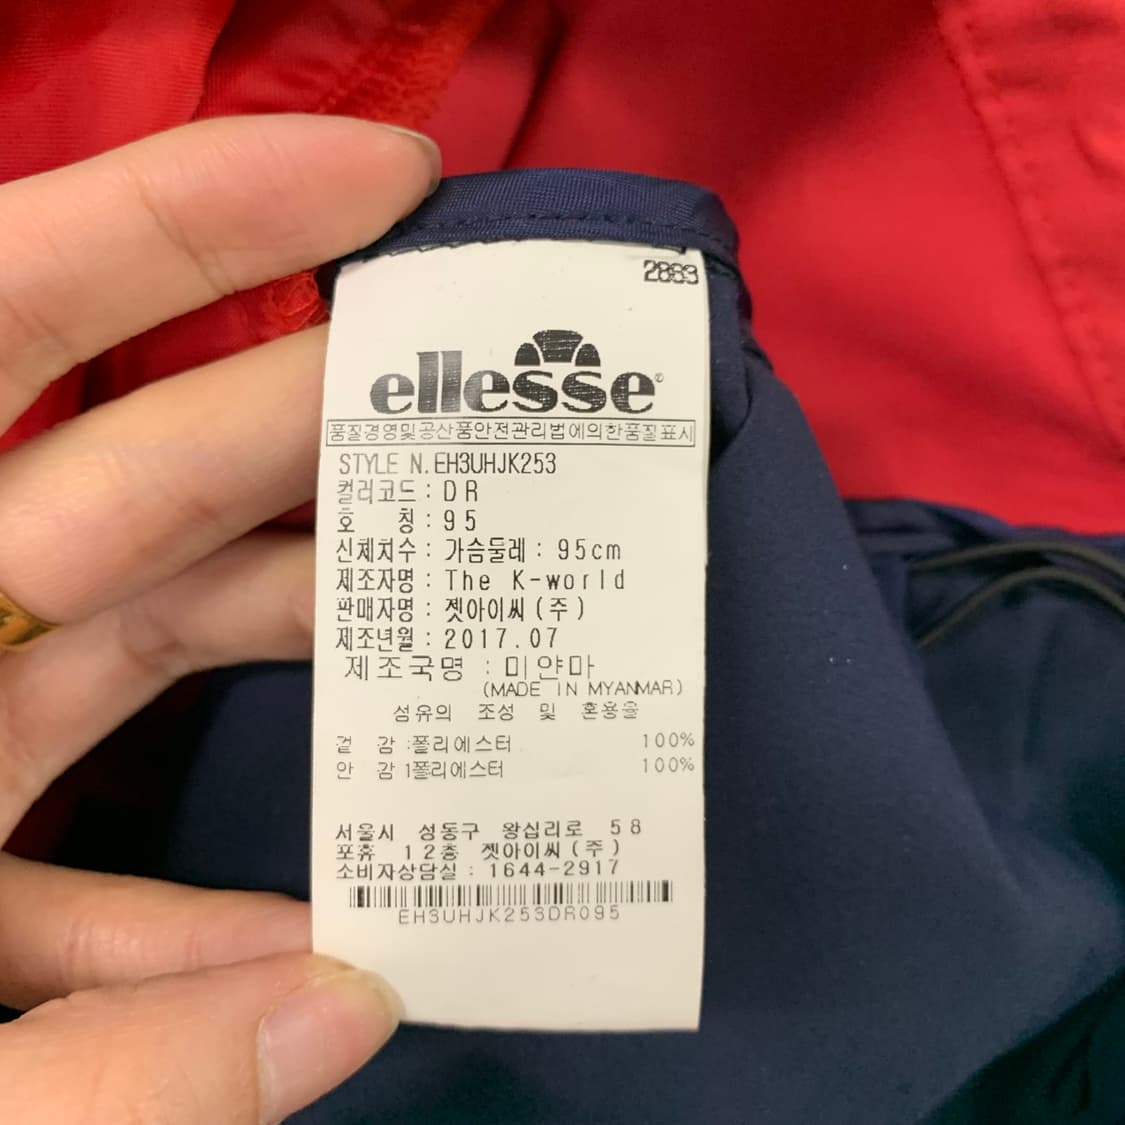 2883
ellesse
품질경영및공산품안전관리법에의한품질표시
STYLE N. EH3UHJK253
컬러코드 : DR
호 칭 : 95
신체치수 : 가슴둘레 : 95cm
제조자명 : The K-world
판매자명 : 젯아이씨 (주)
제조년월 : 2017.07
제조국명 : 미얀마
(MADE IN MYANMAR)
섬유의 조성 및 혼용율
겉 감 :폴리에스터 100%
안 감1폴리에스터 100%
서울시 성동구 왕십리로 58
포휴 12층 젯아이씨 (주)
소비자상담실 : 1644-2917
EH3UHJK253DR095